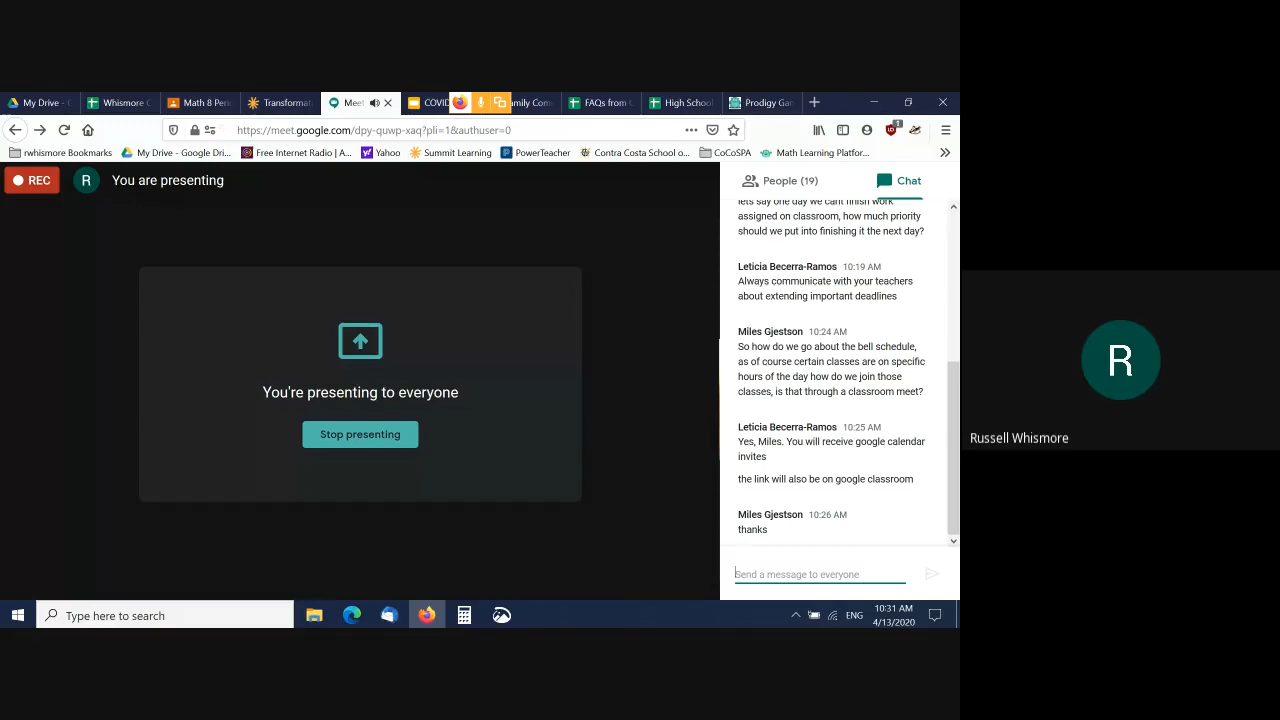 My Drive - G
Whismore C
Math 8 Peri
Transformat
Meet
COVID
amily Com
FAQs from C
High School
Prodigy Gam
https://meet.google.com/dpy-quwp-xaq?pli=1&authuser=0
1
rwhismore Bookmarks
My Drive - Google Dri...
Free Internet Radio | A...
Yahoo
Summit Learning
PowerTeacher
Contra Costa School o...
CoCoSPA
Math Learning Platfor...
REC
R
You are presenting
People (19)
Chat
lets say one day we cant finish work
assigned on classroom, how much priority
should we put into finishing it the next day?
Leticia Becerra-Ramos 10:19 AM
Always communicate with your teachers
about extending important deadlines
Miles Gjestson 10:24 AM
So how do we go about the bell schedule,
as of course certain classes are on specific
hours of the day how do we join those
classes, is that through a classroom meet?
Leticia Becerra-Ramos 10:25 AM
Yes, Miles. You will receive google calendar
invites
the link will also be on google classroom
Miles Gjestson 10:26 AM
thanks
Send a message to everyone
You're presenting to everyone
Stop presenting
R
Russell Whismore
Type here to search
ENG
10:31 AM
4/13/2020